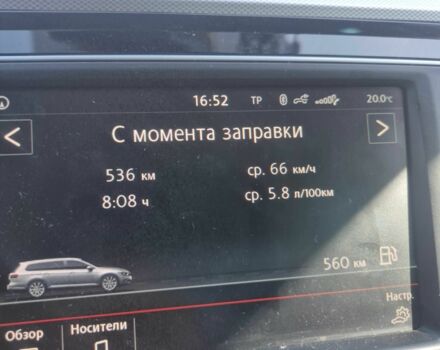 16:52 TP 20.0°C
С момента заправки
536 км ср. 66 км/ч
8:08 ч ср. 5.8 л/100км
560 км
Настр.
Обзор Носители